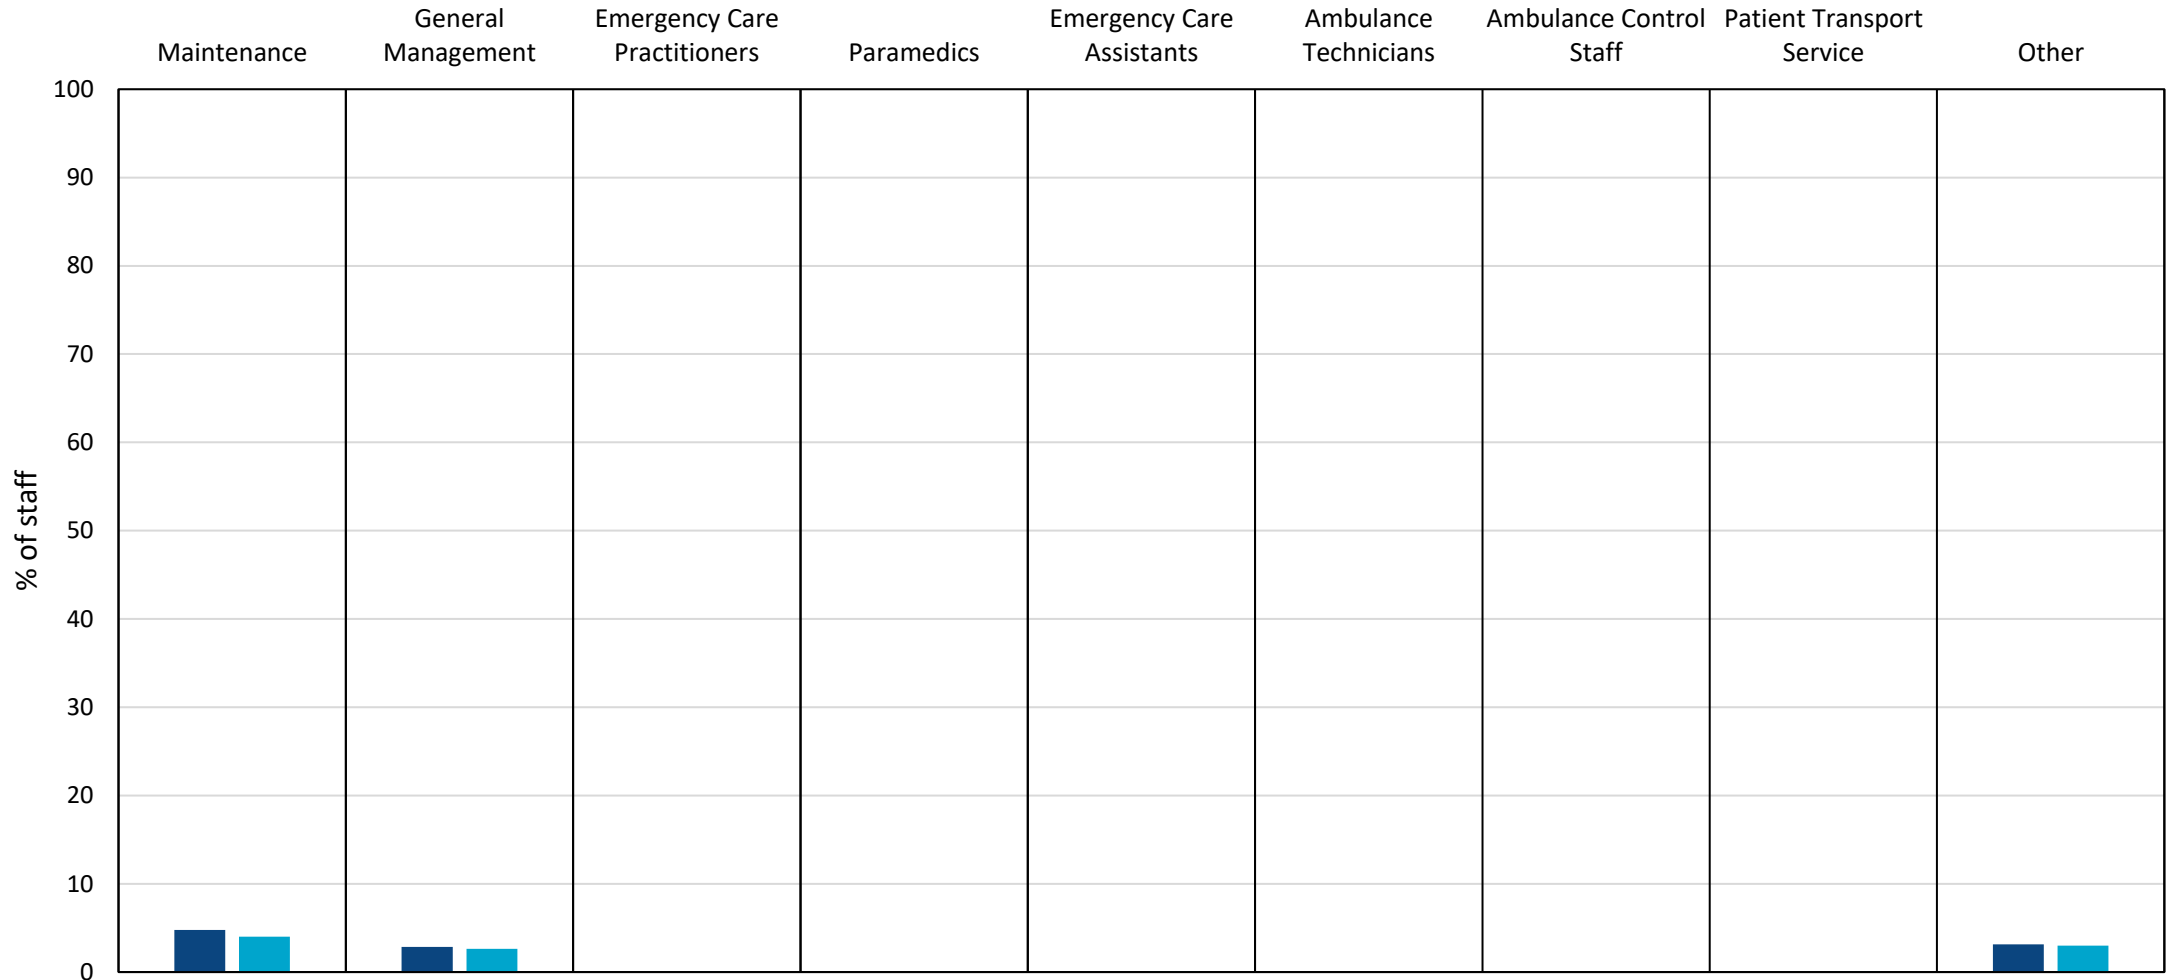 Maintenance
General
Management
Emergency Care
Practitioners
Paramedics
Emergency Care
Assistants
Ambulance
Technicians
Ambulance Control
Staff
Patient Transport
Service
Other
% of staff
100
90
80
70
60
50
40
30
20
10
0